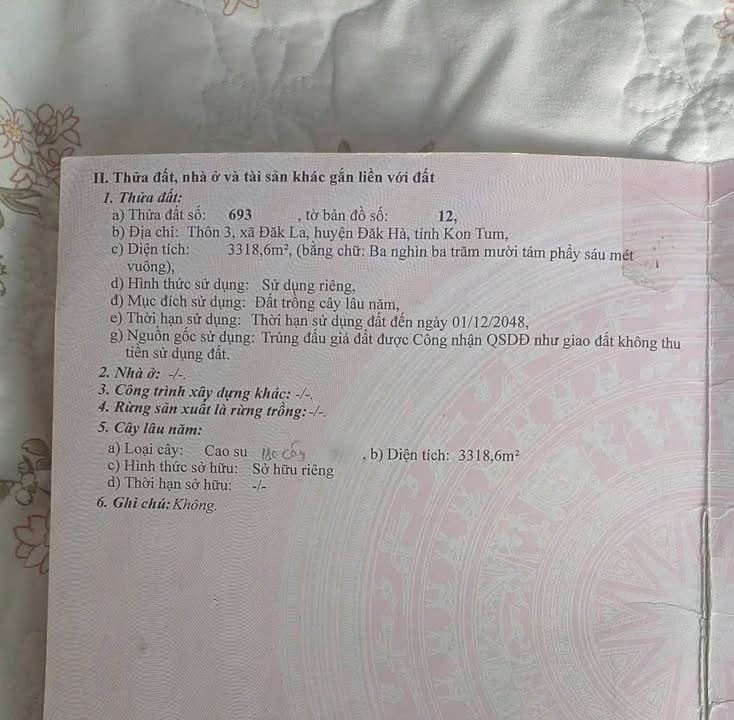 II. Thửa đất, nhà ở và tài sản khác gắn liền với đất
1. Thửa đất:
a) Thửa đất số: 693 , tờ bản đồ số: 12,
b) Địa chỉ: Thôn 3, xã Đăk La, huyện Đăk Hà, tỉnh Kon Tum,
c) Diện tích: 3318,6m², (bằng chữ: Ba nghìn ba trăm mười tám phẩy sáu mét
vuông),
d) Hình thức sử dụng: Sử dụng riêng,
đ) Mục đích sử dụng: Đất trồng cây lâu năm,
e) Thời hạn sử dụng: Thời hạn sử dụng đất đến ngày 01/12/2048,
g) Nguồn gốc sử dụng: Trúng đấu giá đất được Công nhận QSDĐ như giao đất không thu
tiền sử dụng đất.
2. Nhà ở: -/-.
3. Công trình xây dựng khác: -/-.
4. Rừng sản xuất là rừng trồng: -/-.
5. Cây lâu năm:
a) Loại cây: Cao su 180 cây , b) Diện tích: 3318,6m²
c) Hình thức sở hữu: Sở hữu riêng
d) Thời hạn sở hữu: -/-
6. Ghi chú: Không.